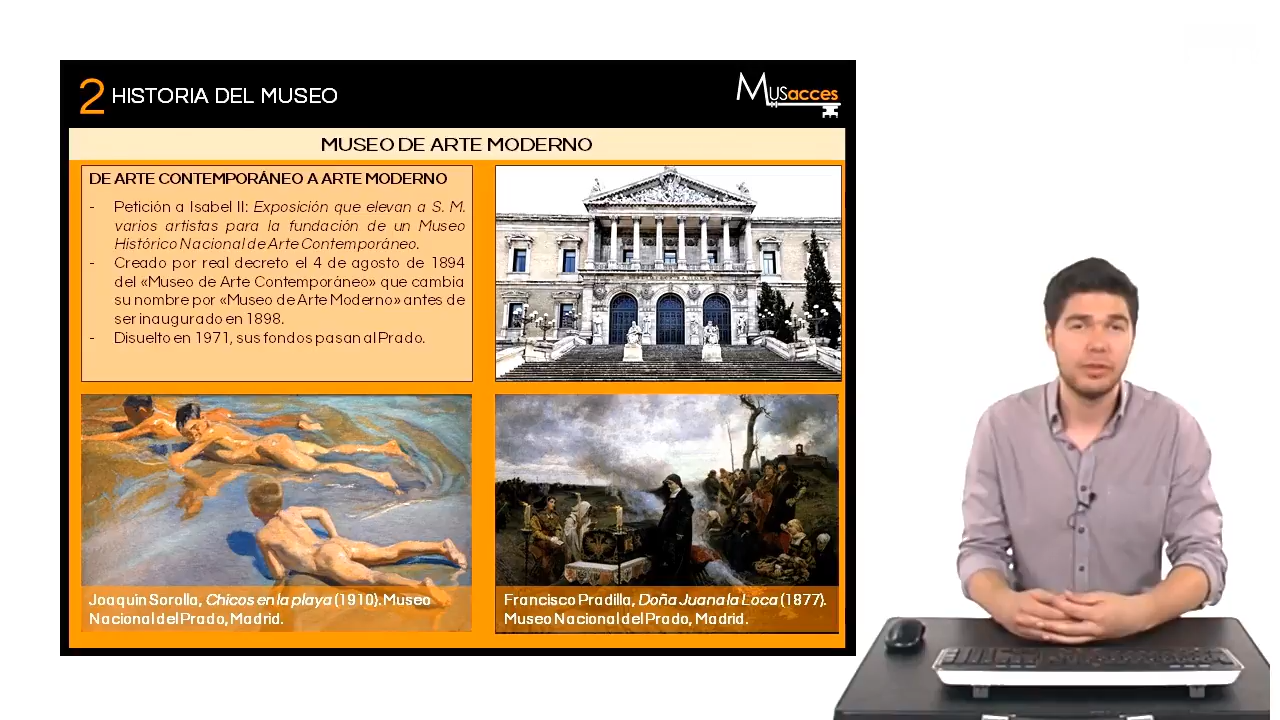 2 HISTORIA DEL MUSEO
MUSacces
MUSEO DE ARTE MODERNO
DE ARTE CONTEMPORÁNEO A ARTE MODERNO
- Petición a Isabel II: Exposición que elevan a S. M.
varios artistas para la fundación de un Museo
Histórico Nacional de Arte Contemporáneo.
- Creado por real decreto el 4 de agosto de 1894
del «Museo de Arte Contemporáneo» que cambia
su nombre por «Museo de Arte Moderno» antes de
ser inaugurado en 1898.
- Disuelto en 1971, sus fondos pasan al Prado.
Joaquín Sorolla, Chicos en la playa (1910). Museo
Nacional del Prado, Madrid.
Francisco Pradilla, Doña Juana la Loca (1877).
Museo Nacional del Prado, Madrid.